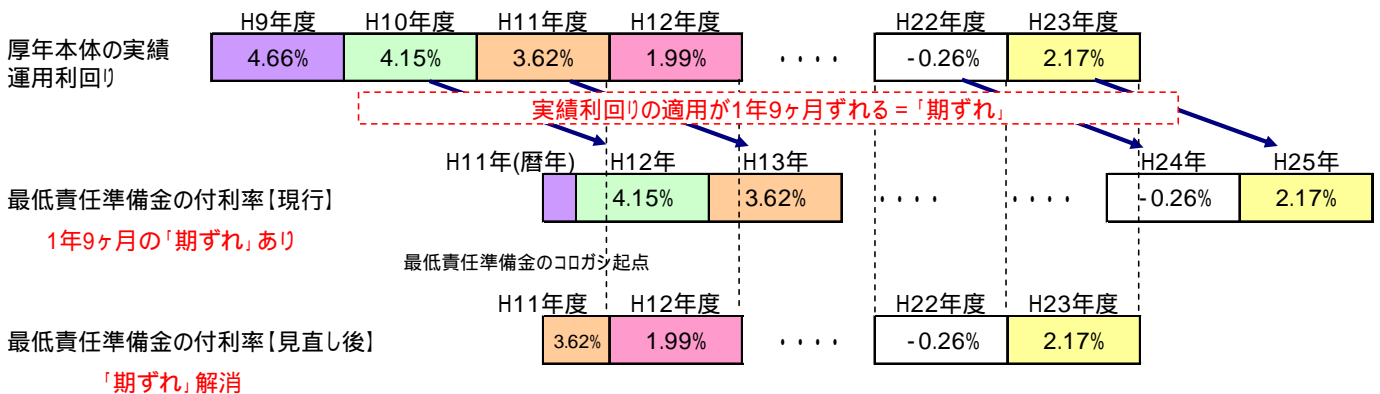 H9年度 H10年度 H11年度 H12年度 H22年度 H23年度
厚年本体の実績
運用利回り
4.66% 4.15% 3.62% 1.99% ・・・・ -0.26% 2.17%
実績利回りの適用が1年9ヶ月ずれる=「期ずれ」
H11年(暦年) H12年 H13年 H24年 H25年
最低責任準備金の付利率【現行】 4.15% 3.62% ・・・・ ・・・・ -0.26% 2.17%
1年9ヶ月の「期ずれ」あり
最低責任準備金のコロガシ起点
H11年度 H12年度 H22年度 H23年度
最低責任準備金の付利率【見直し後】 3.62% 1.99% ・・・・ -0.26% 2.17%
「期ずれ」解消